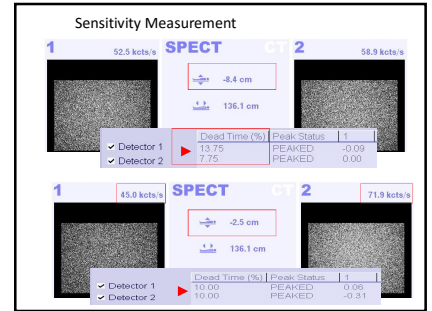 Sensitivity Measurement
1 52.5 kcts/s SPECT CT 2 58.9 kcts/s
-8.4 cm
136.1 cm
Dead Time (%) Peak Status 1
Detector 1 13.75 PEAKED -0.09
Detector 2 7.75 PEAKED 0.00
1 45.0 kcts/s SPECT CT 2 71.9 kcts/s
-2.5 cm
136.1 cm
Dead Time (%) Peak Status 1
Detector 1 10.00 PEAKED 0.06
Detector 2 10.00 PEAKED -0.31